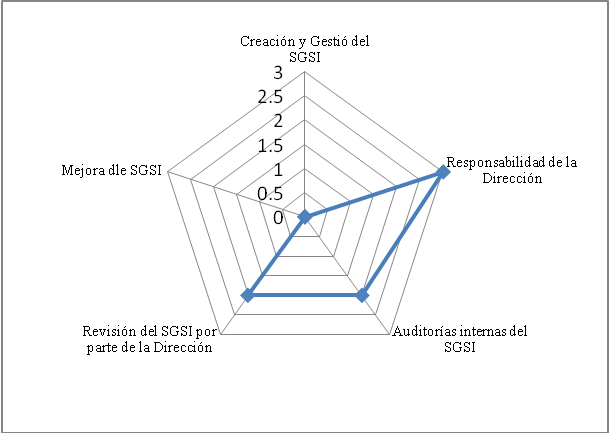 Creación y Gestió del
SGSI
3
2.5
2
1.5
1
0.5
0
Responsabilidad de la
Dirección
Mejora dle SGSI
Revisión del SGSI por
parte de la Dirección
Auditorías internas del
SGSI